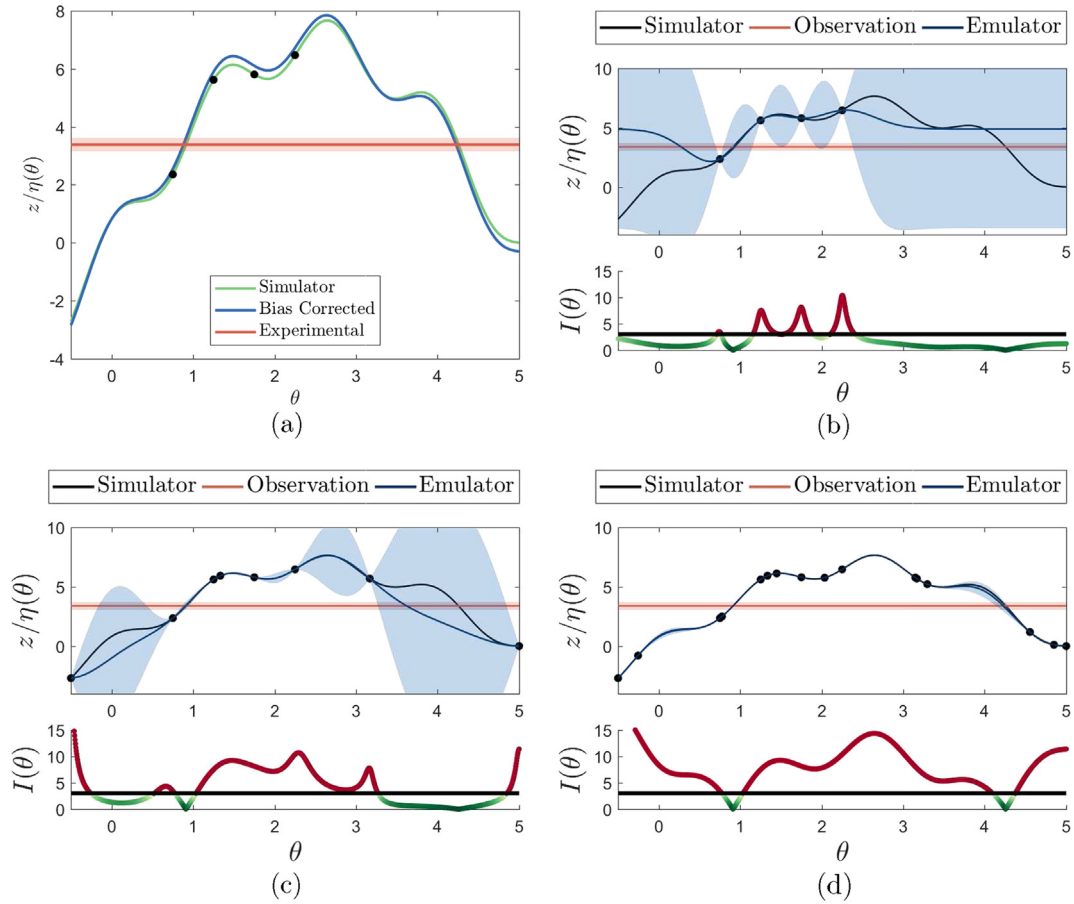 8
6
4
2
0
-2
-4
z/η(θ)
Simulator
Bias Corrected
Experimental
0 1 2 3 4 5
θ
(a)
Simulator Observation Emulator
10
5
0
z/η(θ)
0 1 2 3 4 5
15
10
5
0
I(θ)
0 1 2 3 4 5
θ
(b)
Simulator Observation Emulator
10
5
0
z/η(θ)
0 1 2 3 4 5
15
10
5
0
I(θ)
0 1 2 3 4 5
θ
(c)
Simulator Observation Emulator
10
5
0
z/η(θ)
0 1 2 3 4 5
15
10
5
0
I(θ)
0 1 2 3 4 5
θ
(d)